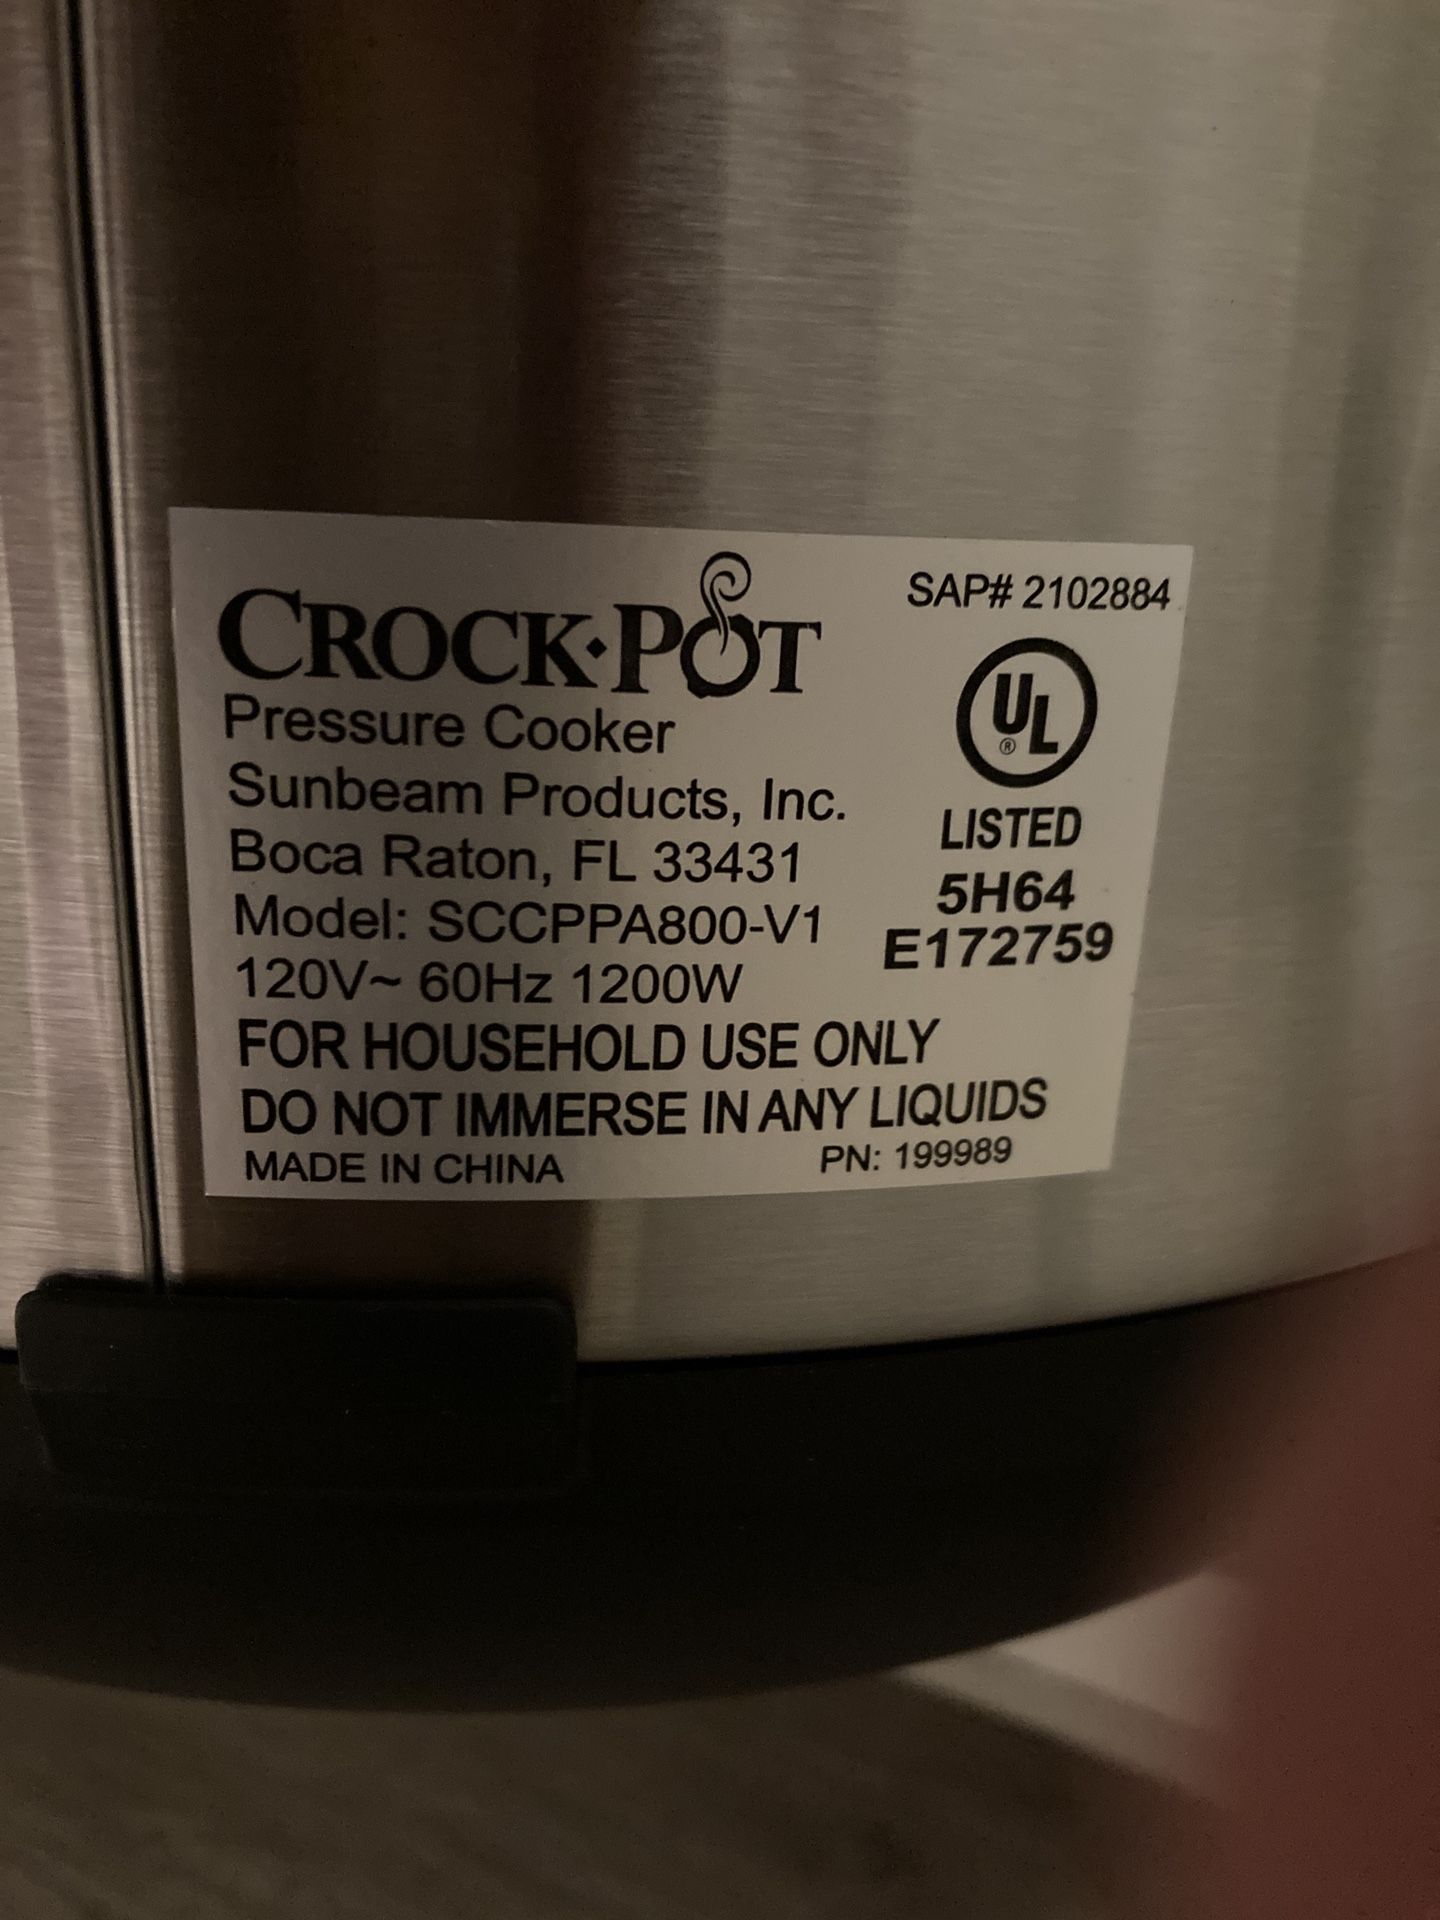 CROCK·POT
Pressure Cooker
Sunbeam Products, Inc.
Boca Raton, FL 33431
Model: SCCPPA800-V1
120V~ 60Hz 1200W
FOR HOUSEHOLD USE ONLY
DO NOT IMMERSE IN ANY LIQUIDS
MADE IN CHINA
PN: 199989
SAP# 2102884
UL
®
LISTED
5H64
E172759